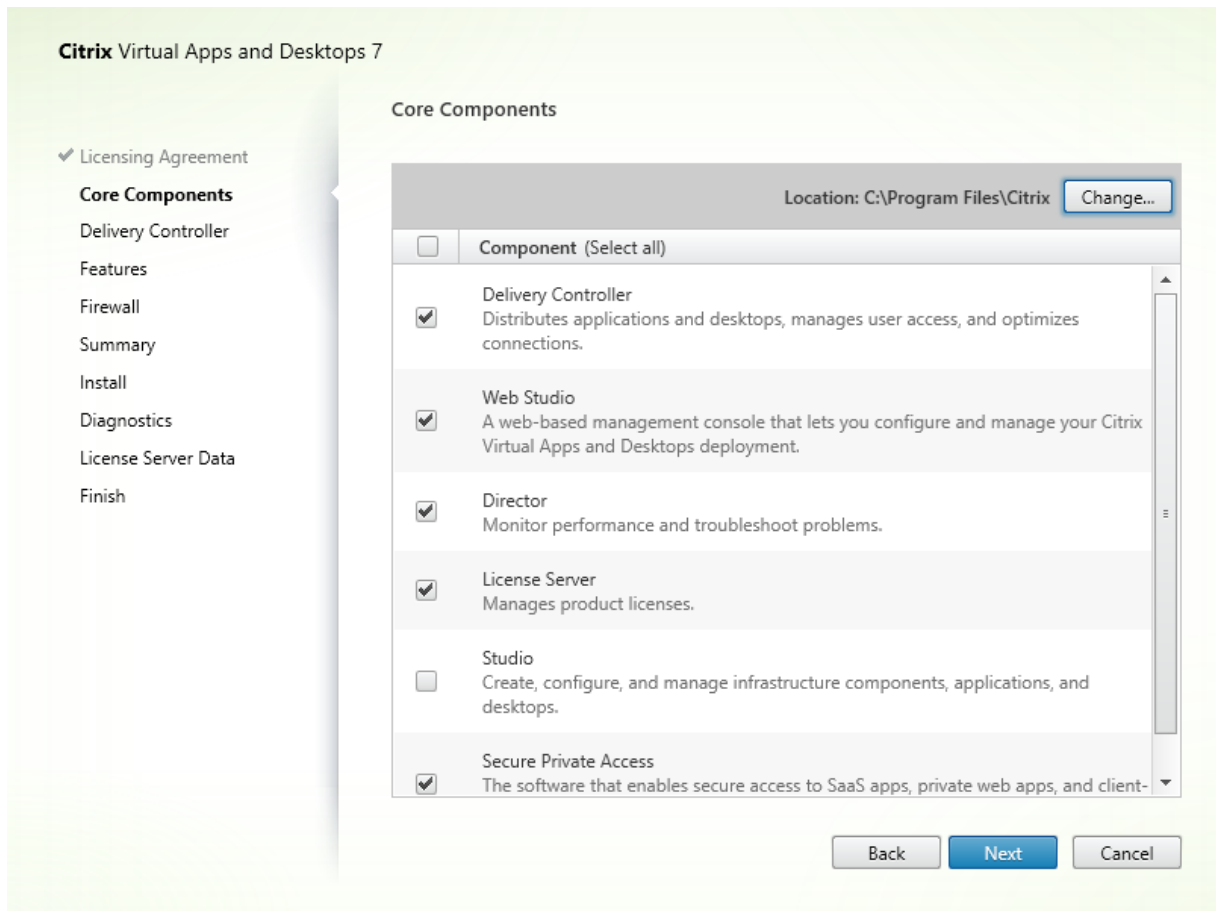 Citrix Virtual Apps and Desktops 7
Licensing Agreement
Core Components
Delivery Controller
Features
Firewall
Summary
Install
Diagnostics
License Server Data
Finish
Core Components
Location: C:\Program Files\Citrix
Change...
Component (Select all)
Delivery Controller
Distributes applications and desktops, manages user access, and optimizes
connections.
Web Studio
A web-based management console that lets you configure and manage your Citrix
Virtual Apps and Desktops deployment.
Director
Monitor performance and troubleshoot problems.
License Server
Manages product licenses.
Studio
Create, configure, and manage infrastructure components, applications, and
desktops.
Secure Private Access
The software that enables secure access to SaaS apps, private web apps, and client-
Back
Next
Cancel